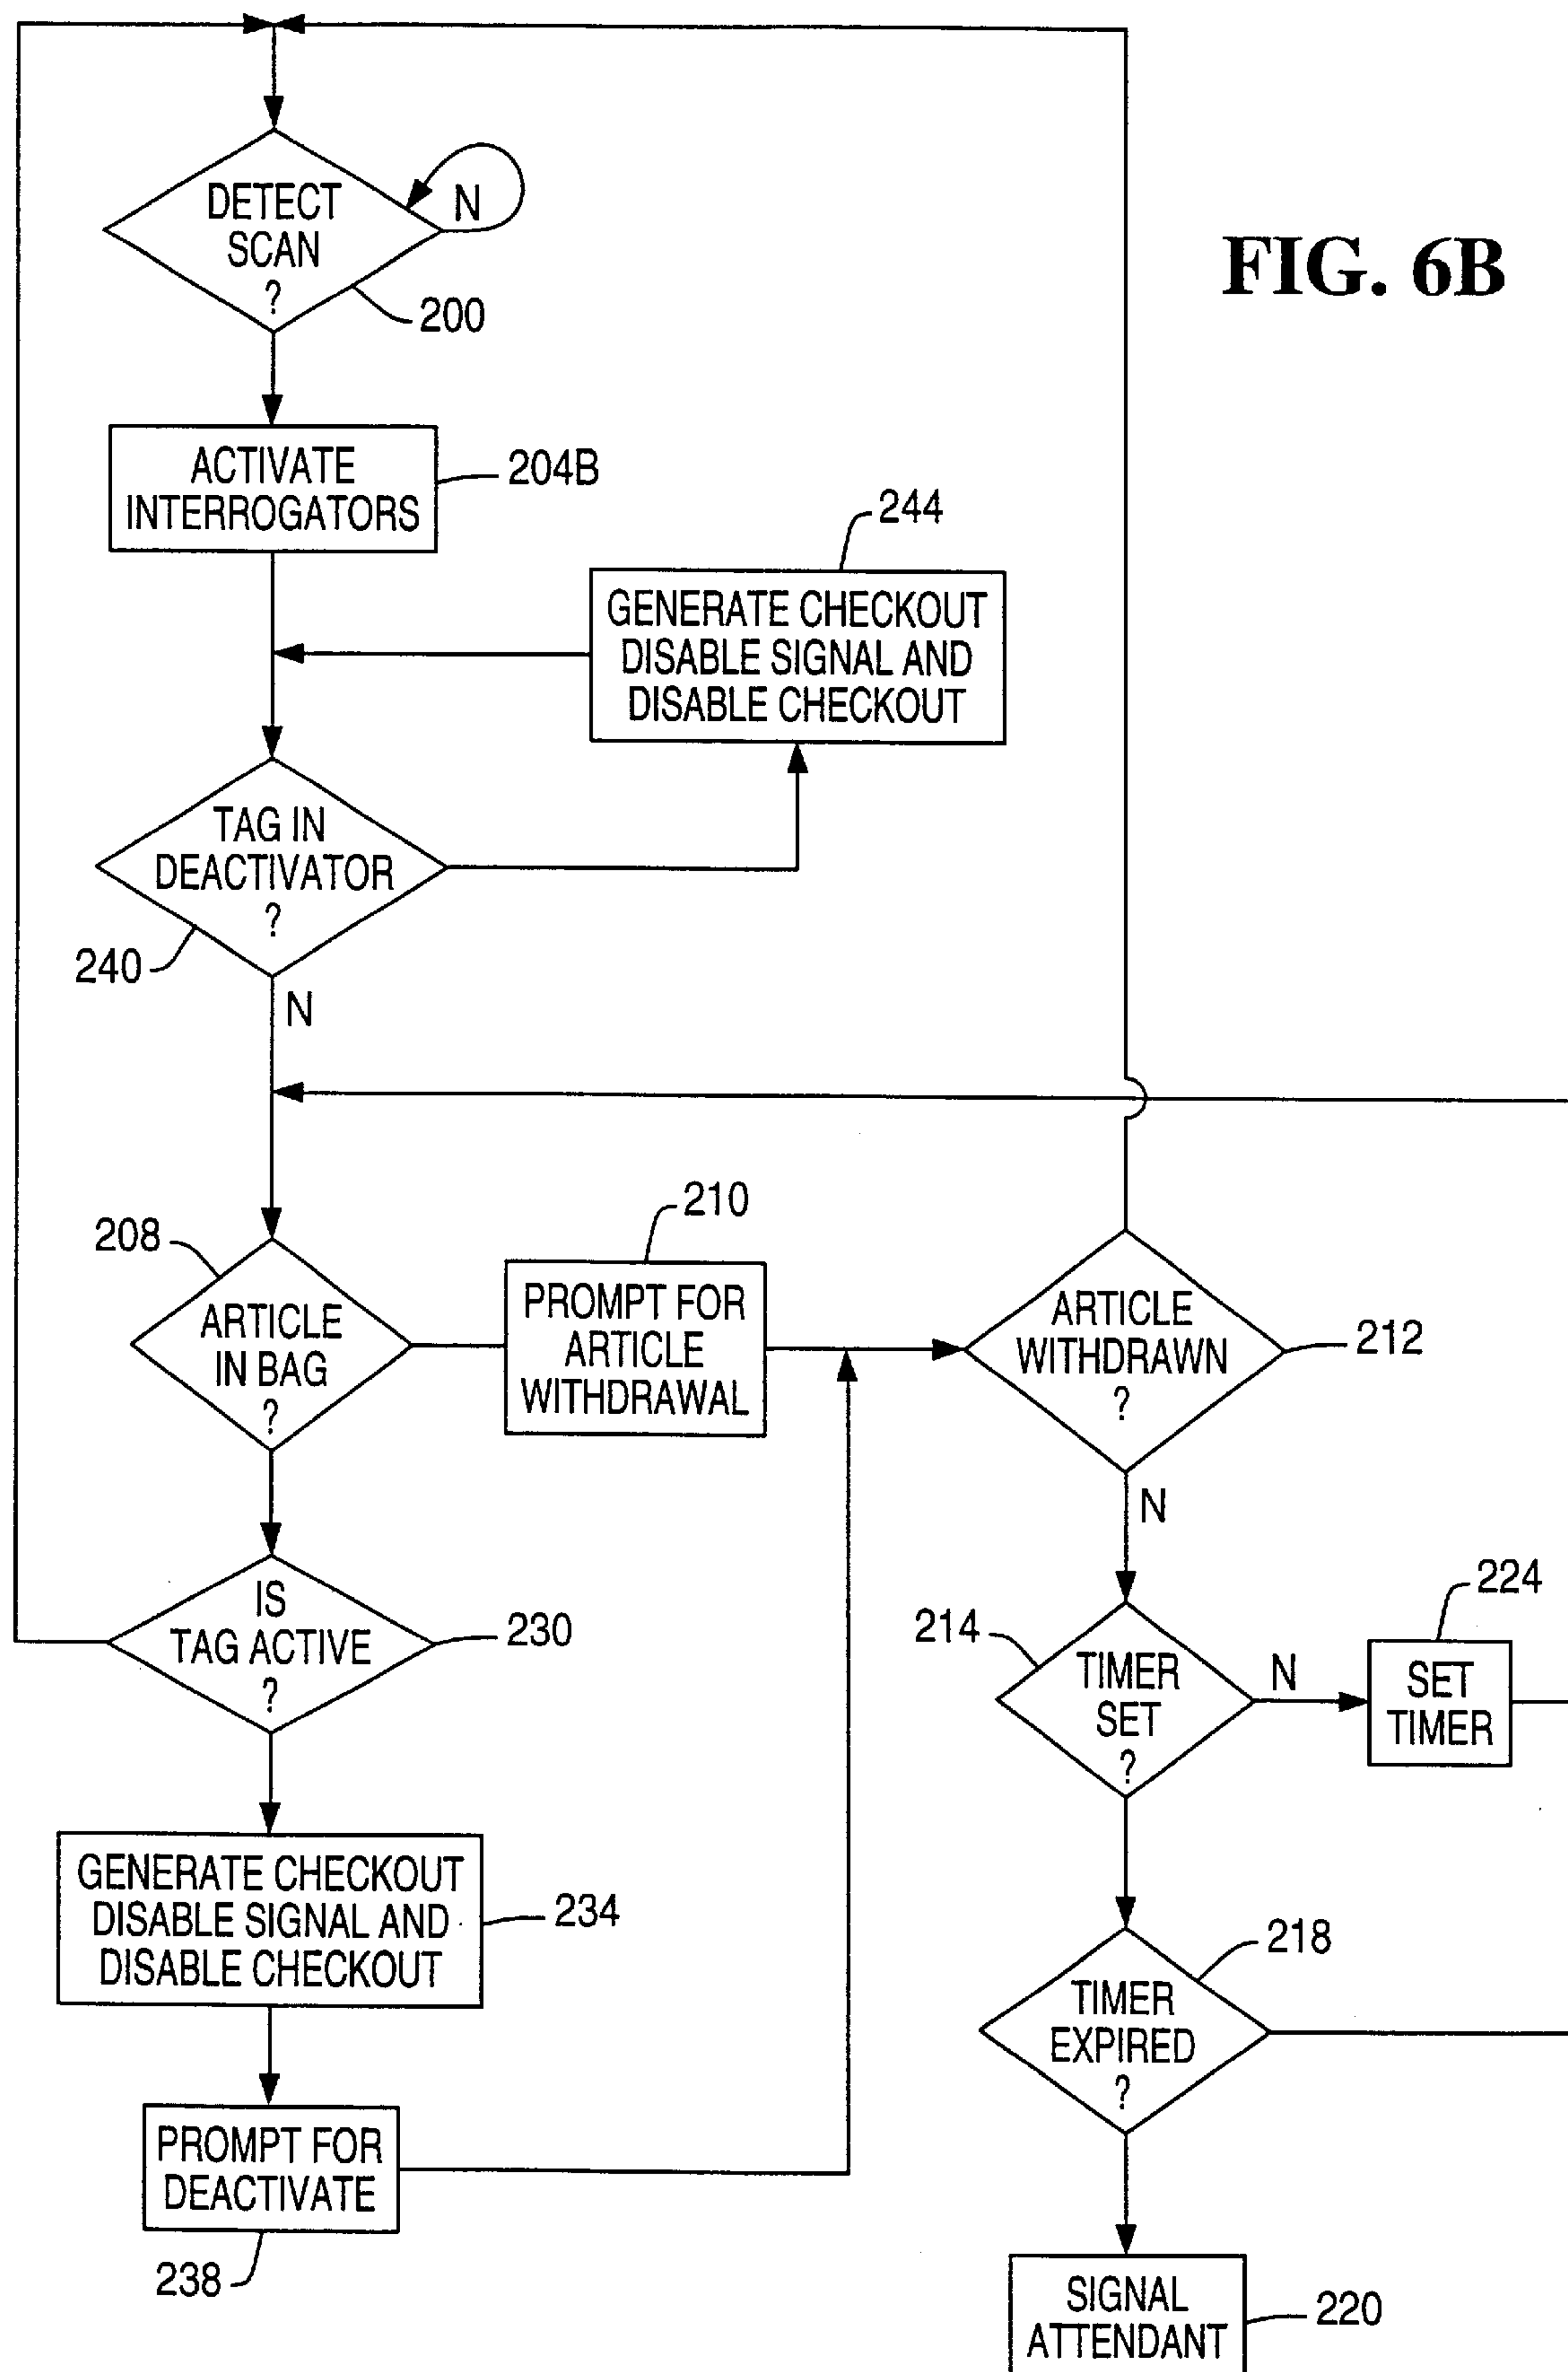 FIG. 6B
DETECT
SCAN
?
N
200
ACTIVATE
INTERROGATORS
204B
244
GENERATE CHECKOUT
DISABLE SIGNAL AND
DISABLE CHECKOUT
TAG IN
DEACTIVATOR
?
240
N
208
ARTICLE
IN BAG
?
210
PROMPT FOR
ARTICLE
WITHDRAWAL
ARTICLE
WITHDRAWN
?
212
N
IS
TAG ACTIVE
?
230
214
TIMER
SET
?
N
224
SET
TIMER
GENERATE CHECKOUT
DISABLE SIGNAL AND
DISABLE CHECKOUT
234
218
TIMER
EXPIRED
?
PROMPT FOR
DEACTIVATE
238
SIGNAL
ATTENDANT
220